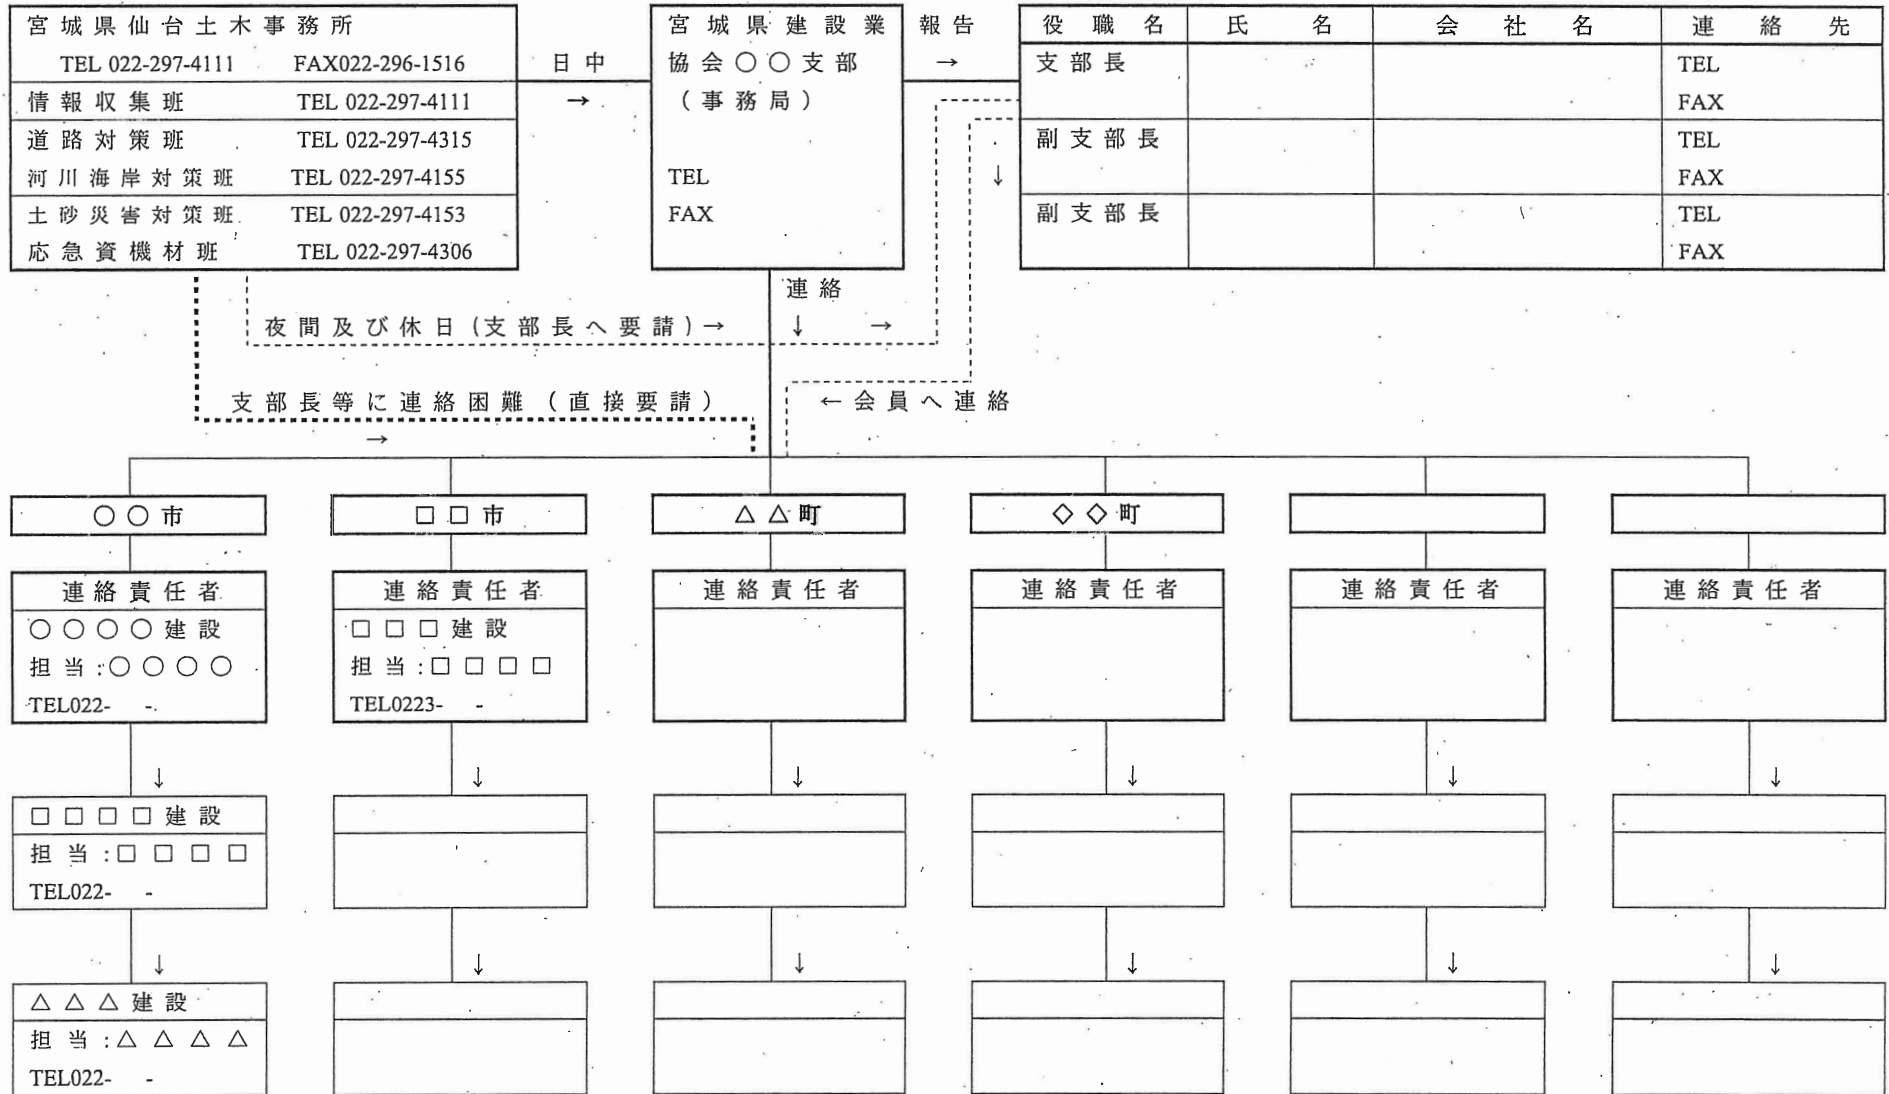 宮城県仙台土木事務所
TEL 022-297-4111 FAX022-296-1516
情報収集班 TEL 022-297-4111
道路対策班 TEL 022-297-4315
河川海岸対策班 TEL 022-297-4155
土砂災害対策班 TEL 022-297-4153
応急資機材班 TEL 022-297-4306
日中
→
宮城県建設業
協会○○支部
(事務局)
TEL
FAX
報告
→
役職名 氏名 会社名 連絡先
支部長 TEL
FAX
副支部長 TEL
FAX
副支部長 TEL
FAX
↓
連絡
夜間及び休日(支部長へ要請)→ ↓ →
支部長等に連絡困難(直接要請) ←会員へ連絡
→
○○市 □□市 △△町 ◇◇町
連絡責任者 連絡責任者 連絡責任者 連絡責任者 連絡責任者 連絡責任者
○○○○建設 □□□建設
担当:○○○○ 担当:□□□□
TEL022- - TEL0223- -
↓ ↓ ↓ ↓ ↓ ↓
□□□□建設
担当:□□□□
TEL022- -
↓ ↓ ↓ ↓ ↓ ↓
△△△建設
担当:△△△△
TEL022- -